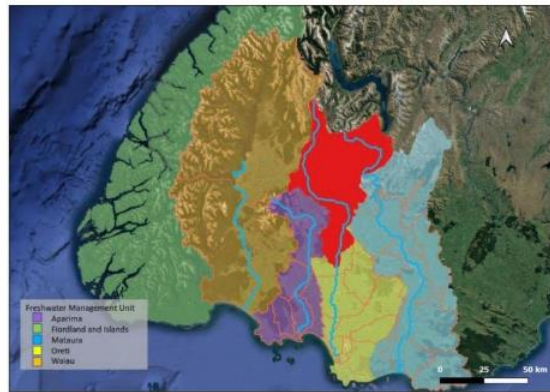 Freshwater Management Unit
Aparima
Fiordland and Islands
Mataura
Oreti
Waiau
0 25 50 km